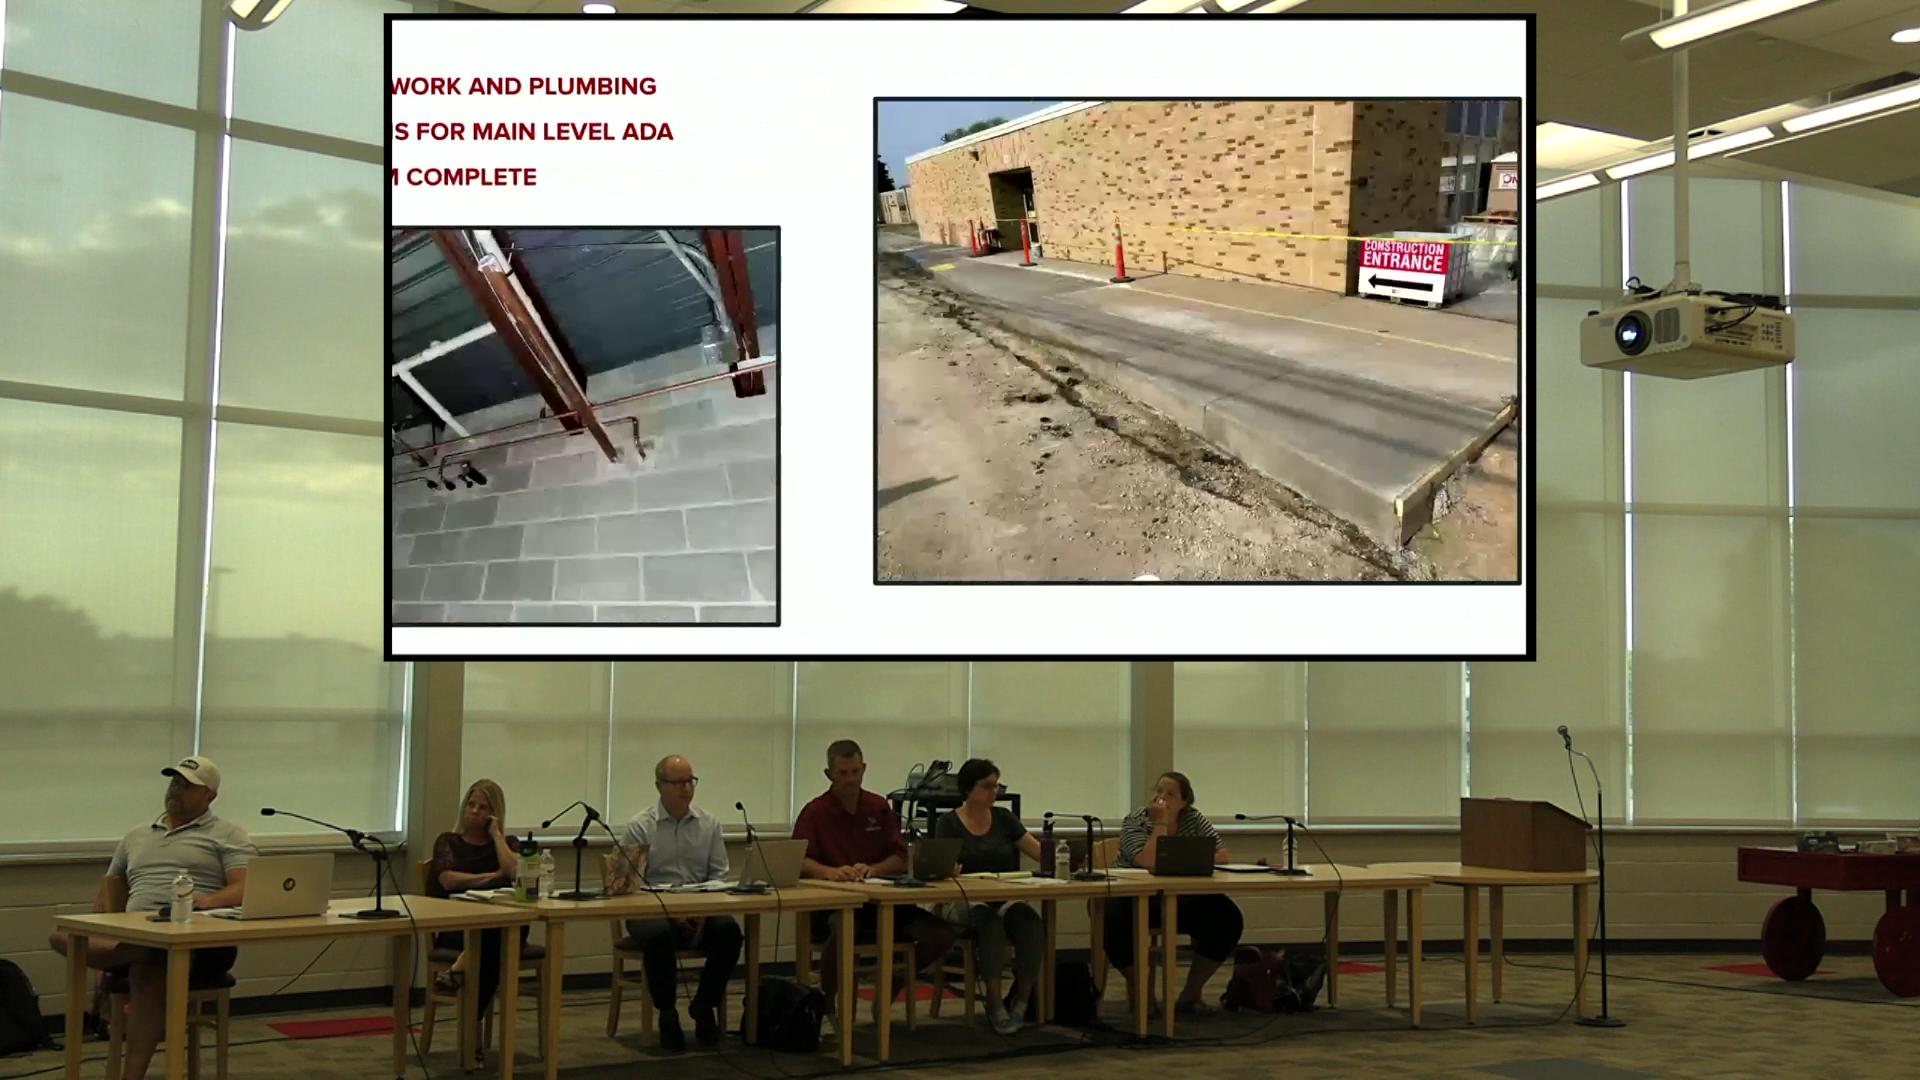 WORK AND PLUMBING
S FOR MAIN LEVEL ADA
M COMPLETE
CONSTRUCTION
ENTRANCE